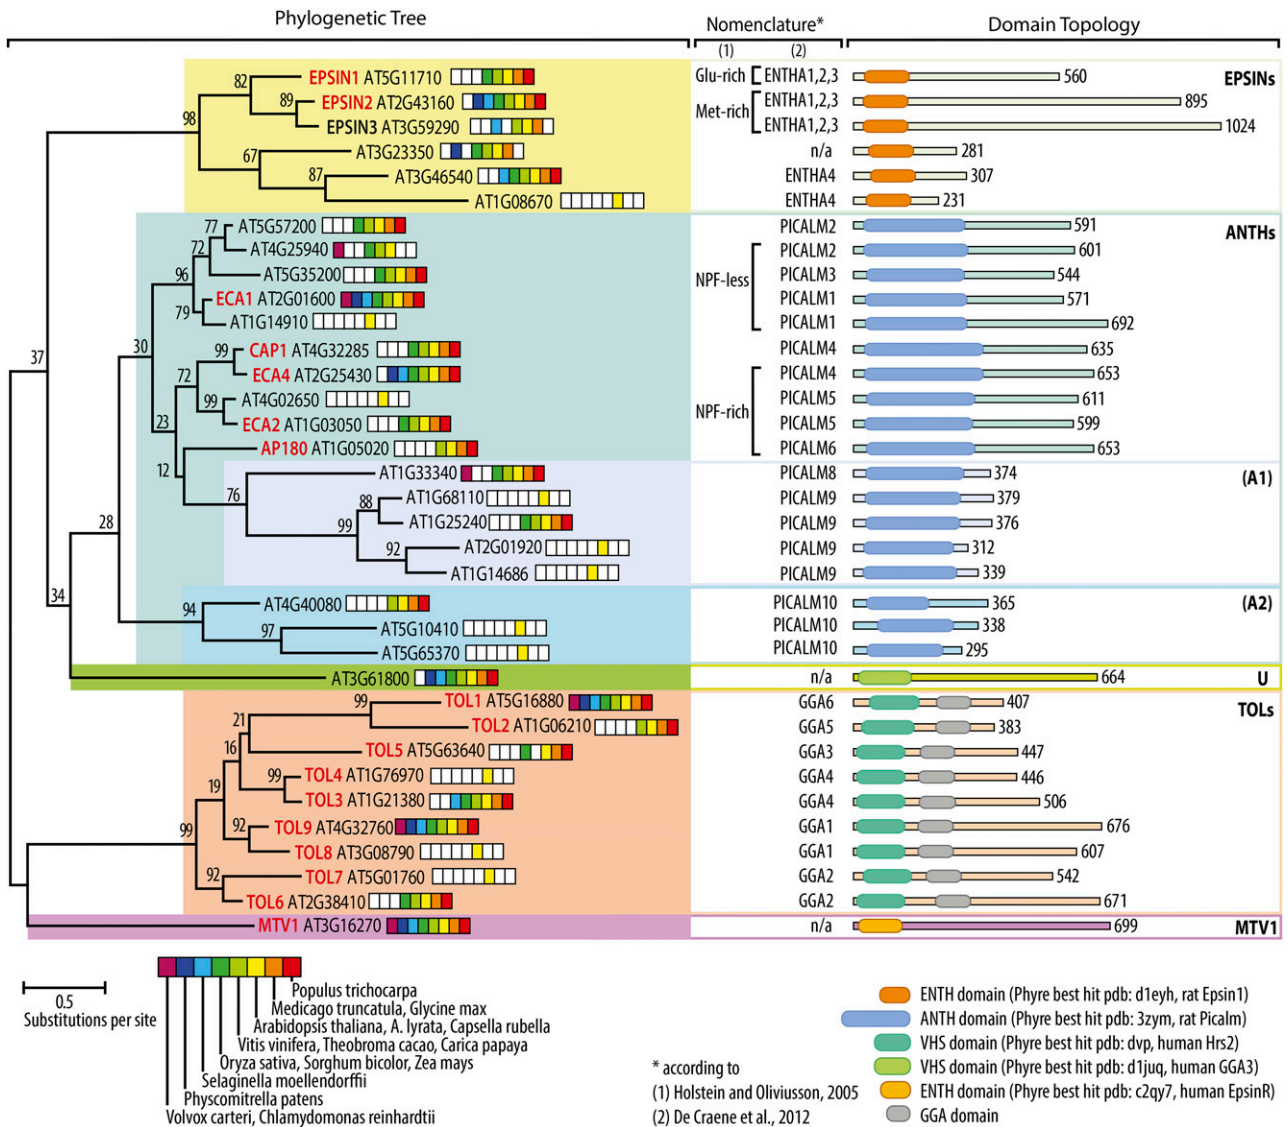 Phylogenetic Tree
Nomenclature*
Domain Topology
(1)
(2)
82 EPSIN1 AT5G11710 Glu-rich ENTHA1,2,3 560 EPSINs
89 EPSIN2 AT2G43160 Met-rich ENTHA1,2,3 895
98 EPSIN3 AT3G59290 ENTHA1,2,3 1024
67 AT3G23350 n/a 281
87 AT3G46540 ENTHA4 307
AT1G08670 ENTHA4 231
77 AT5G57200 PICALM2 591 ANTHs
72 AT4G25940 PICALM2 601
96 AT5G35200 NPF-less PICALM3 544
79 ECA1 AT2G01600 PICALM1 571
AT1G14910 PICALM1 692
37 30 99 CAP1 AT4G32285 PICALM4 635
72 ECA4 AT2G25430 PICALM4 653
99 AT4G02650 PICALM5 611
23 ECA2 AT1G03050 NPF-rich PICALM5 599
12 AP180 AT1G05020 PICALM6 653
76 AT1G33340 PICALM8 374 (A1)
88 AT1G68110 PICALM9 379
28 99 AT1G25240 PICALM9 376
92 AT2G01920 PICALM9 312
AT1G14686 PICALM9 339
34 94 AT4G40080 PICALM10 365 (A2)
97 AT5G10410 PICALM10 338
AT5G65370 PICALM10 295
AT3G61800 n/a 664 U
99 TOL1 AT5G16880 GGA6 407 TOLs
21 TOL2 AT1G06210 GGA5 383
16 TOL5 AT5G63640 GGA3 447
99 TOL4 AT1G76970 GGA4 446
19 TOL3 AT1G21380 GGA4 506
92 TOL9 AT4G32760 GGA1 676
99 TOL8 AT3G08790 GGA1 607
92 TOL7 AT5G01760 GGA2 542
TOL6 AT2G38410 GGA2 671
MTV1 AT3G16270 n/a 699 MTV1
0.5
Substitutions per site
Populus trichocarpa
Medicago truncatula, Glycine max
Arabidopsis thaliana, A. lyrata, Capsella rubella
Vitis vinifera, Theobroma cacao, Carica papaya
Oryza sativa, Sorghum bicolor, Zea mays
Selaginella moellendorffii
Physcomitrella patens
Volvox carteri, Chlamydomonas reinhardtii
* according to
(1) Holstein and Oliviusson, 2005
(2) De Craene et al., 2012
ENTH domain (Phyre best hit pdb: d1eyh, rat Epsin1)
ANTH domain (Phyre best hit pdb: 3zym, rat Picalm)
VHS domain (Phyre best hit pdb: dvp, human Hrs2)
VHS domain (Phyre best hit pdb: d1juq, human GGA3)
ENTH domain (Phyre best hit pdb: c2qy7, human EpsinR)
GGA domain